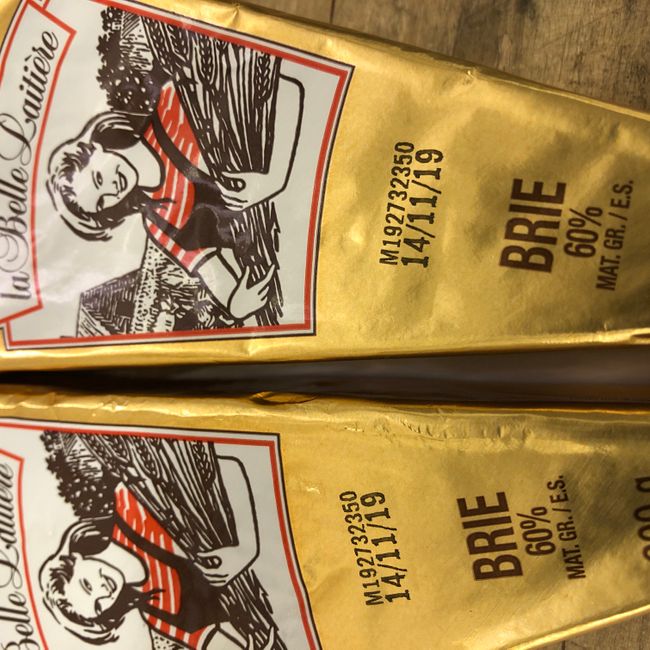 la Belle Laitière
M192732350
14/11/19
BRIE
60%
MAT. GR. / E.S.
Belle Laitière
M192732350
14/11/19
BRIE
60%
MAT. GR. / E.S.